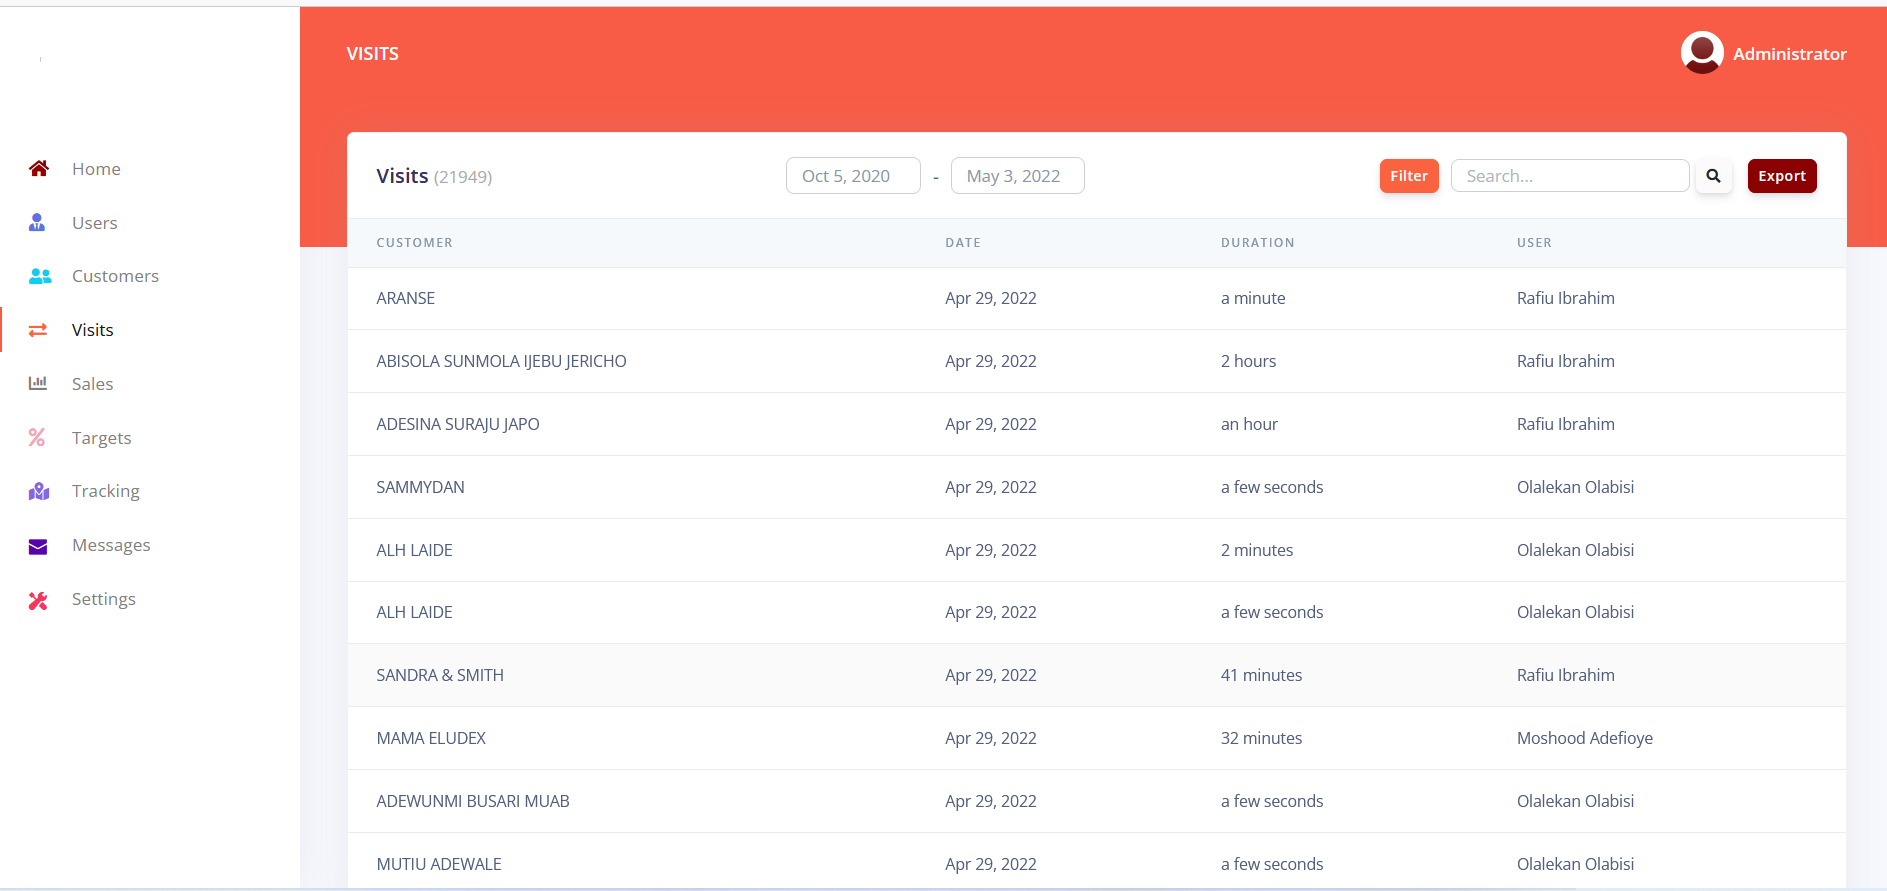 VISITS
Administrator
Home
Users
Customers
Visits
Sales
Targets
Tracking
Messages
Settings
Visits (21949)
Oct 5, 2020 - May 3, 2022
Filter
Search...
Export
CUSTOMER DATE DURATION USER
ARANSE Apr 29, 2022 a minute Rafiu Ibrahim
ABISOLA SUNMOLA IJEBU JERICHO Apr 29, 2022 2 hours Rafiu Ibrahim
ADESINA SURAJU JAPO Apr 29, 2022 an hour Rafiu Ibrahim
SAMMYDAN Apr 29, 2022 a few seconds Olalekan Olabisi
ALH LAIDE Apr 29, 2022 2 minutes Olalekan Olabisi
ALH LAIDE Apr 29, 2022 a few seconds Olalekan Olabisi
SANDRA & SMITH Apr 29, 2022 41 minutes Rafiu Ibrahim
MAMA ELUDEX Apr 29, 2022 32 minutes Moshood Adefioye
ADEWUNMI BUSARI MUAB Apr 29, 2022 a few seconds Olalekan Olabisi
MUTIU ADEWALE Apr 29, 2022 a few seconds Olalekan Olabisi